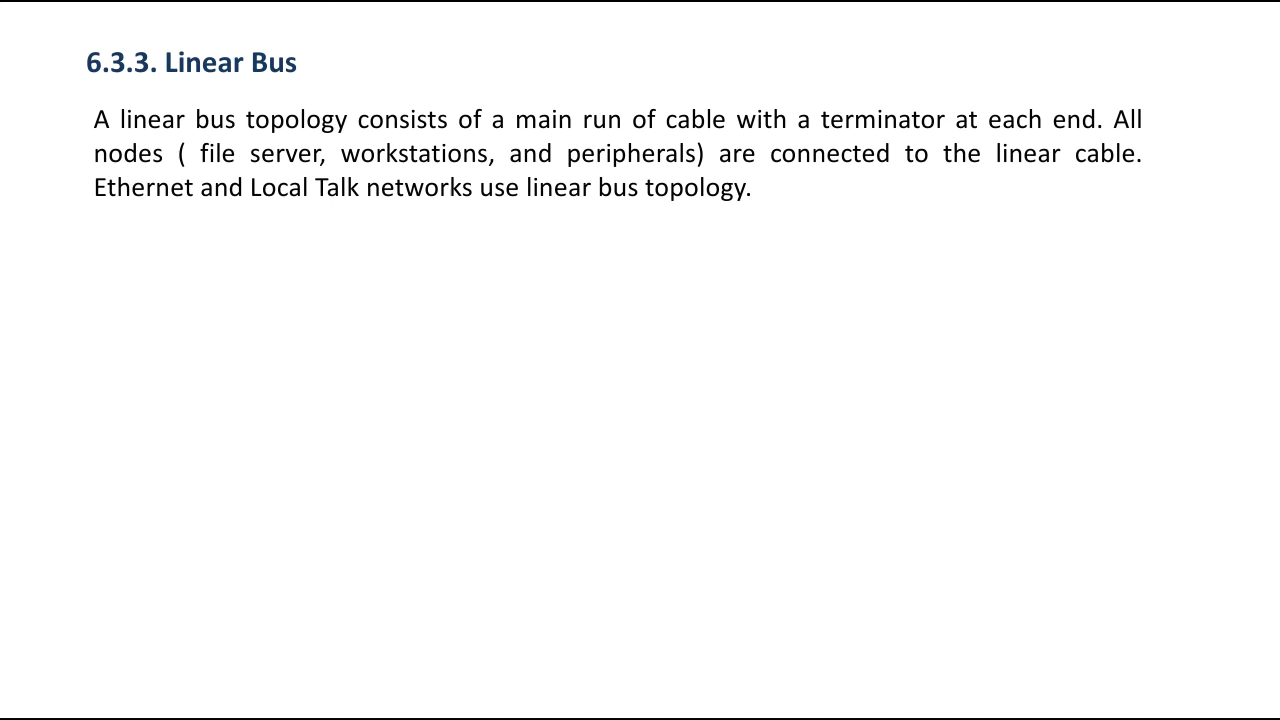 6.3.3. Linear Bus
A linear bus topology consists of a main run of cable with a terminator at each end. All
nodes ( file server, workstations, and peripherals) are connected to the linear cable.
Ethernet and Local Talk networks use linear bus topology.